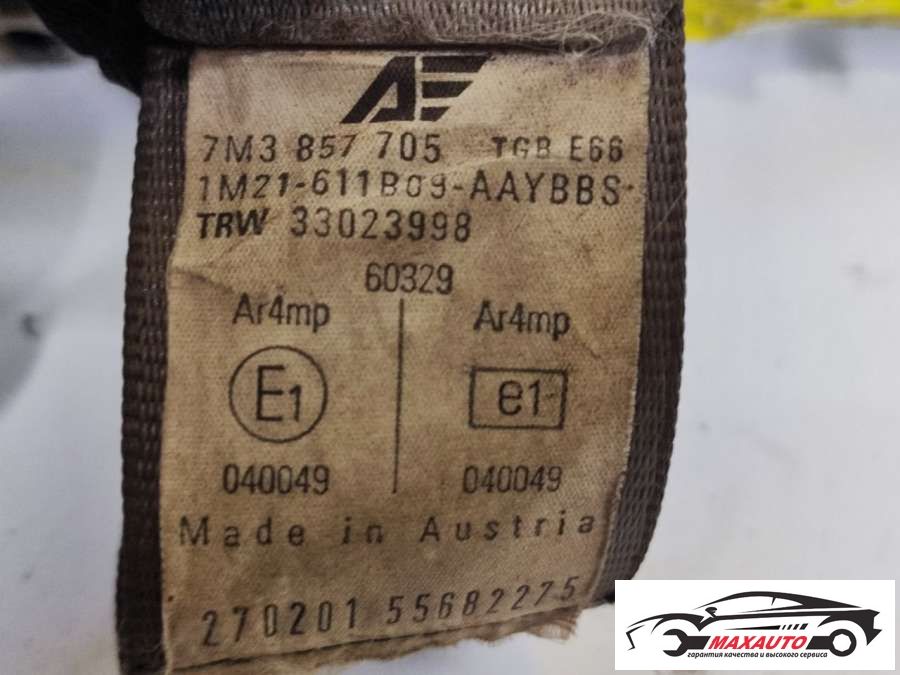 AE
7M3 857 705 TGB E66
1M21-611B09-AAYBBS
TRW 33023998
60329
Ar4mp Ar4mp
E1 e1
040049 040049
Made in Austria
270201 55682275
MAXAUTO
гарантия качества и высокого сервиса